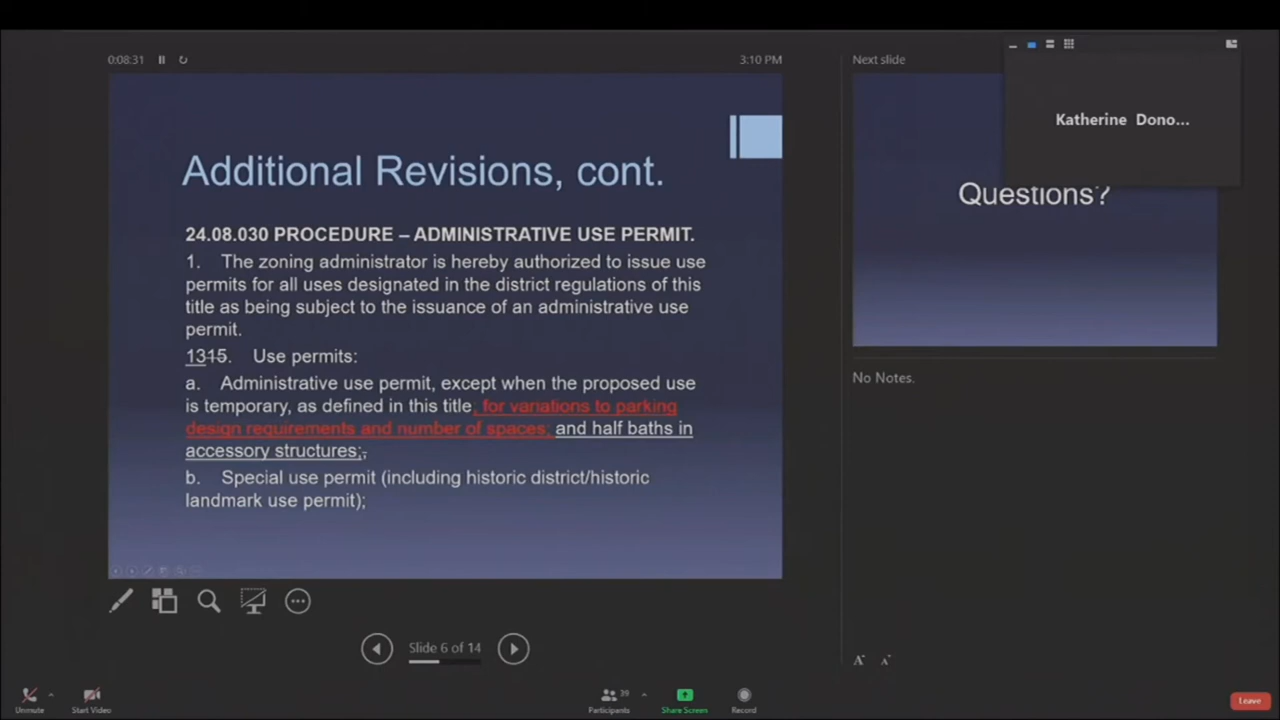 0:08:31
3:10 PM
Next slide
Katherine Dono...
Additional Revisions, cont.
Questions?
24.08.030 PROCEDURE – ADMINISTRATIVE USE PERMIT.
1. The zoning administrator is hereby authorized to issue use
permits for all uses designated in the district regulations of this
title as being subject to the issuance of an administrative use
permit.
1315. Use permits:
a. Administrative use permit, except when the proposed use
is temporary, as defined in this title, for variations to parking
design requirements and number of spaces; and half baths in
accessory structures;,
b. Special use permit (including historic district/historic
landmark use permit);
No Notes.
Slide 6 of 14
A A
Unmute
Start Video
39
Participants
Share Screen
Record
Leave